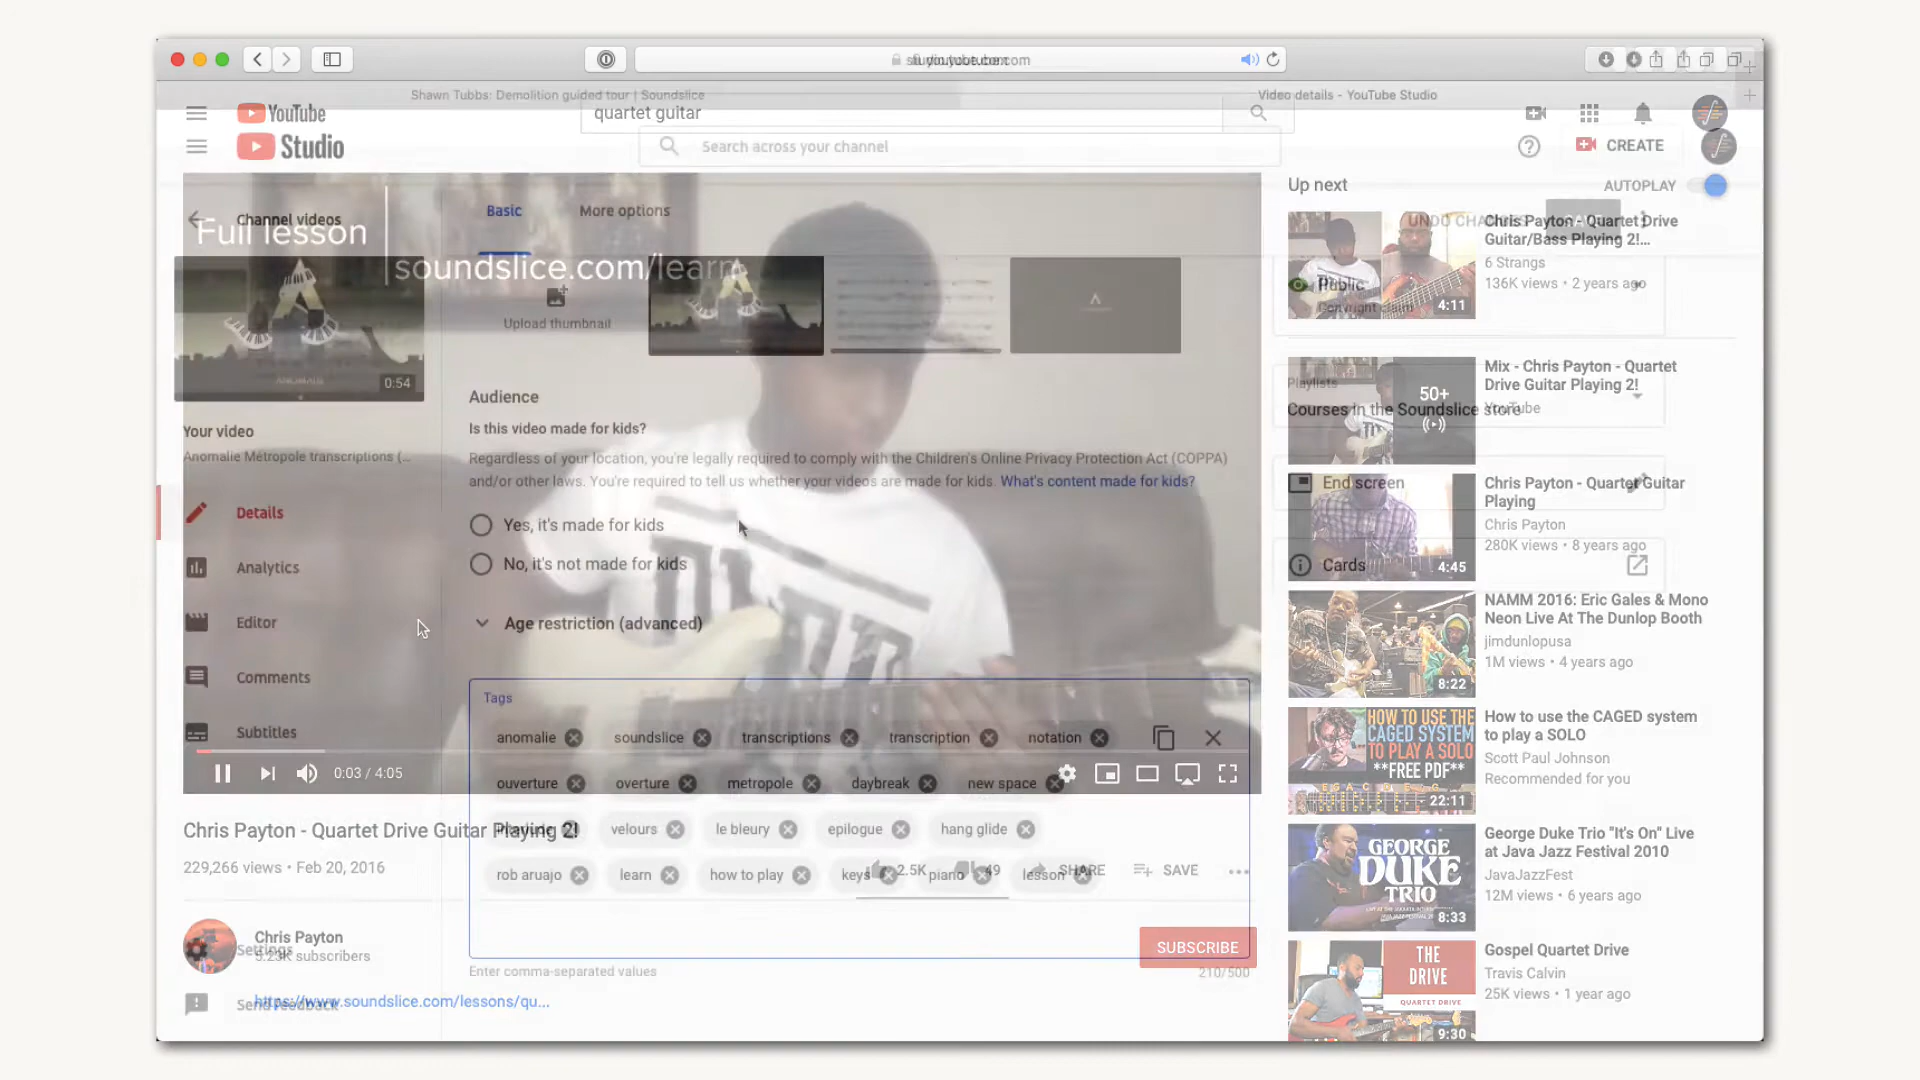 Shawn Tubbs: Demolition guided tour | Soundslice
Video details - YouTube Studio
YouTube
quartet guitar
Studio
Search across your channel
CREATE
Up next
AUTOPLAY
Channel videos
Basic
More options
Full lesson
soundslice.com/learn
UNDO CHANGES
Chris Payton - Quartet Drive
Guitar/Bass Playing 2!...
6 Strangs
136K views • 2 years ago
4:11
Public
Copyright claim
Upload thumbnail
ANOMALIE
0:54
Mix - Chris Payton - Quartet
Drive Guitar Playing 2!
YouTube
50+
Playlists
Courses in the Soundslice store
Audience
Is this video made for kids?
Regardless of your location, you're legally required to comply with the Children's Online Privacy Protection Act (COPPA)
and/or other laws. You're required to tell us whether your videos are made for kids. What's content made for kids?
Yes, it's made for kids
No, it's not made for kids
Age restriction (advanced)
Your video
Anomalie Métropole transcriptions (...
Details
Analytics
Editor
Comments
Subtitles
End screen
Cards
Chris Payton - Quartet Guitar
Playing
Chris Payton
280K views • 8 years ago
4:45
NAMM 2016: Eric Gales & Mono
Neon Live At The Dunlop Booth
jimdunlopusa
1M views • 4 years ago
8:22
Tags
anomalie
soundslice
transcriptions
transcription
notation
ouverture
overture
metropole
daybreak
new space
velours
le bleury
epilogue
hang glide
rob aruajo
learn
how to play
keys
piano
lesson
Enter comma-separated values
210/500
0:03 / 4:05
HOW TO USE THE
CAGED SYSTEM
TO PLAY A SOLO
**FREE PDF**
22:11
How to use the CAGED system
to play a SOLO
Scott Paul Johnson
Recommended for you
Chris Payton - Quartet Drive Guitar Playing 2!
229,266 views • Feb 20, 2016
2.5K
49
SHARE
SAVE
GEORGE
DUKE
TRIO
8:33
George Duke Trio "It's On" Live
at Java Jazz Festival 2010
JavaJazzFest
12M views • 6 years ago
Chris Payton
5.23K subscribers
SUBSCRIBE
Settings
Send feedback
https://www.soundslice.com/lessons/qu...
THE
DRIVE
QUARTET DRIVE
9:30
Gospel Quartet Drive
Travis Calvin
25K views • 1 year ago